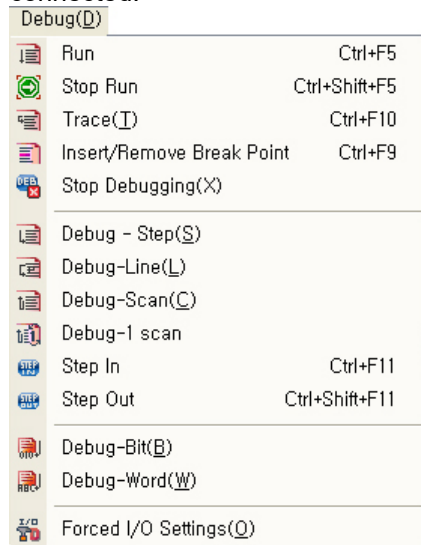 connected.
Debug(D)
Run Ctrl+F5
Stop Run Ctrl+Shift+F5
Trace(T) Ctrl+F10
Insert/Remove Break Point Ctrl+F9
Stop Debugging(X)
Debug - Step(S)
Debug-Line(L)
Debug-Scan(C)
Debug-1 scan
Step In Ctrl+F11
Step Out Ctrl+Shift+F11
Debug-Bit(B)
Debug-Word(W)
Forced I/O Settings(O)